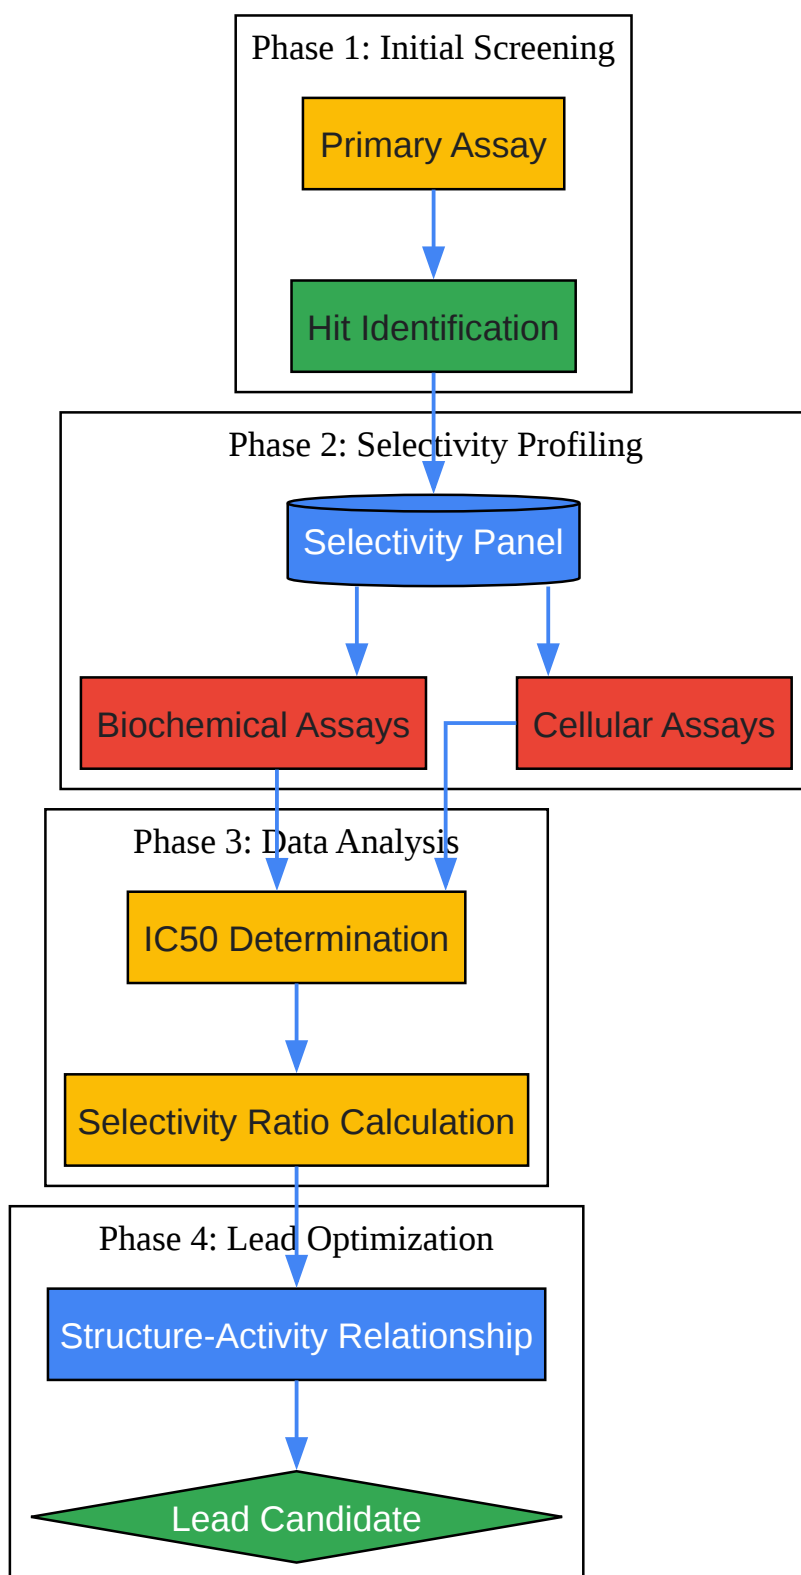 Phase 1: Initial Screening
Primary Assay
Hit Identification
Phase 2: Selectivity Profiling
Selectivity Panel
Biochemical Assays
Cellular Assays
Phase 3: Data Analysis
IC50 Determination
Selectivity Ratio Calculation
Phase 4: Lead Optimization
Structure-Activity Relationship
Lead Candidate